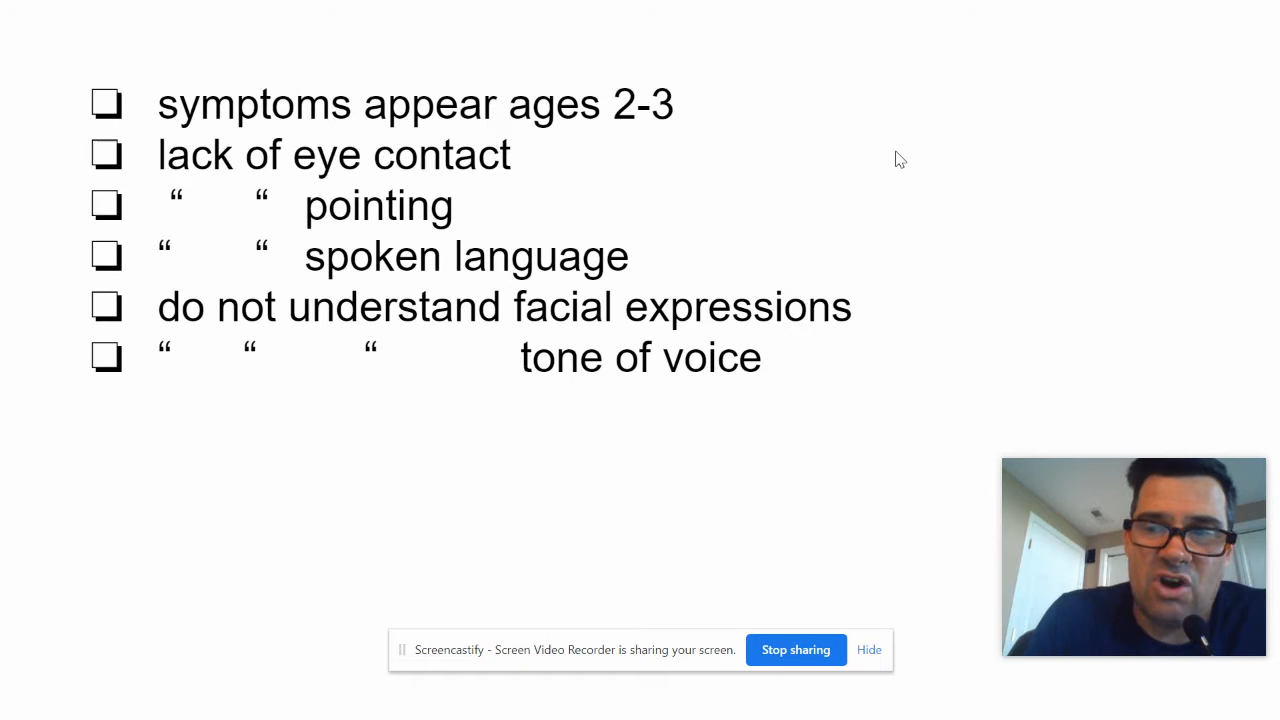 symptoms appear ages 2-3
lack of eye contact
“ “ pointing
“ “ spoken language
do not understand facial expressions
“ “ “ tone of voice
Screencastify - Screen Video Recorder is sharing your screen. Stop sharing Hide